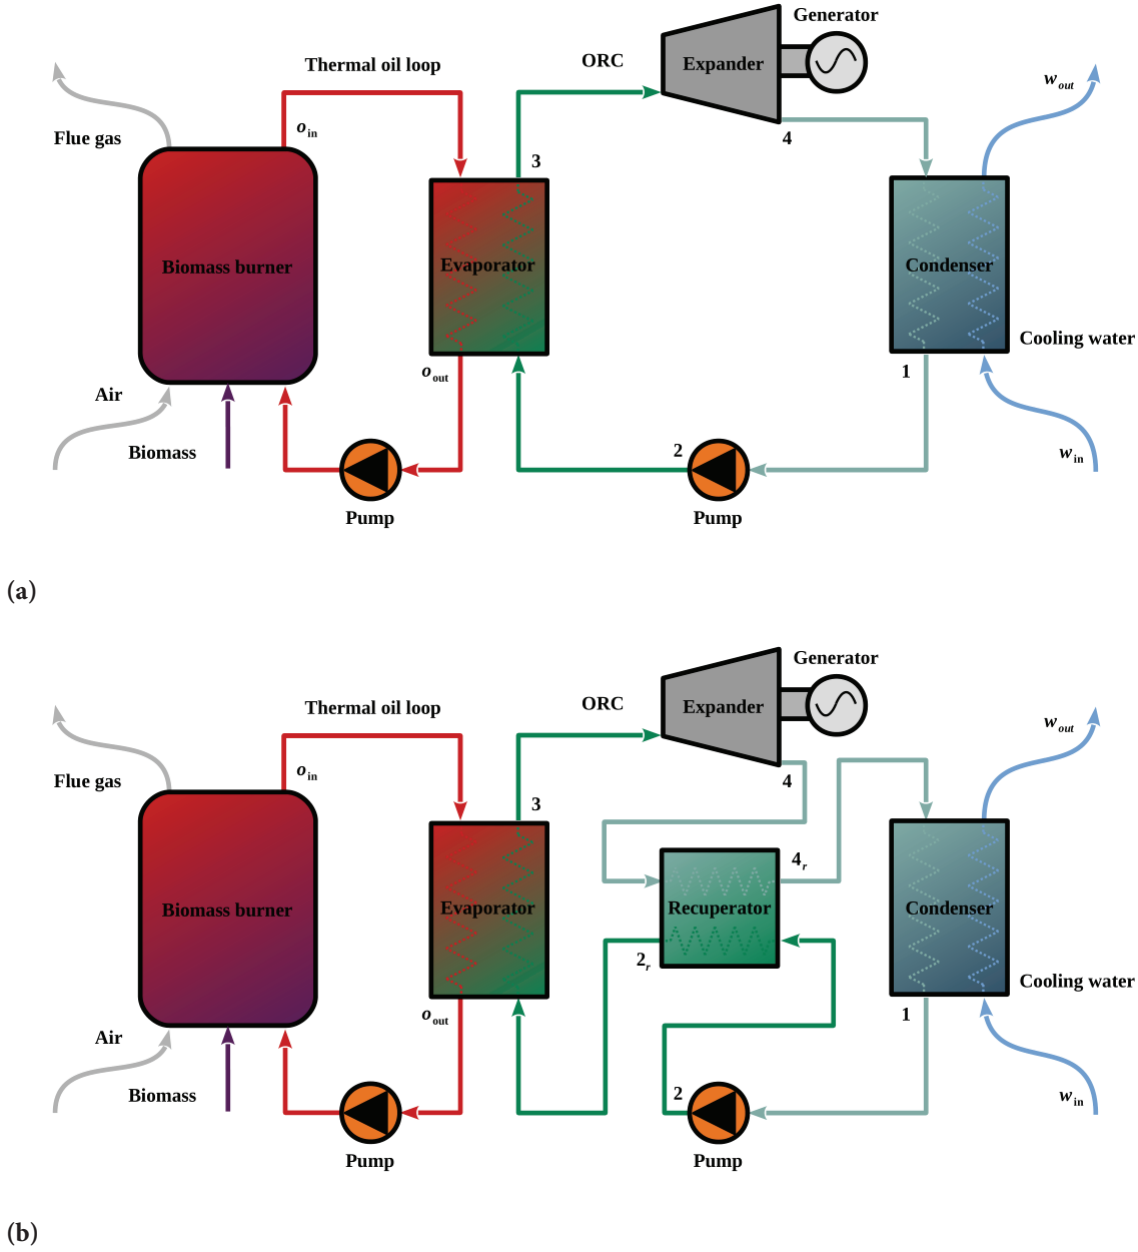 Generator
ORC
Expander
Thermal oil loop
w_out
o_in
4
Flue gas
3
Biomass burner
Evaporator
Condenser
Cooling water
o_out
1
Air
Biomass
2
w_in
Pump
Pump
(a)
Generator
ORC
Expander
Thermal oil loop
w_out
o_in
4
Flue gas
3
4_r
Biomass burner
Evaporator
Recuperator
Condenser
2_r
Cooling water
o_out
1
Air
Biomass
2
w_in
Pump
Pump
(b)